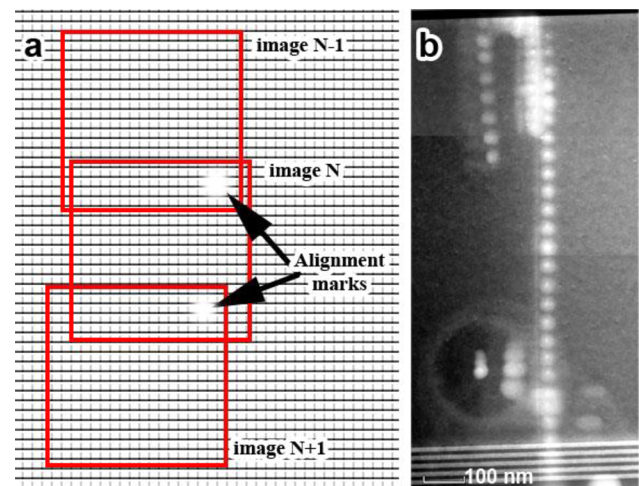 a
image N-1
image N
Alignment
marks
image N+1
b
100 nm